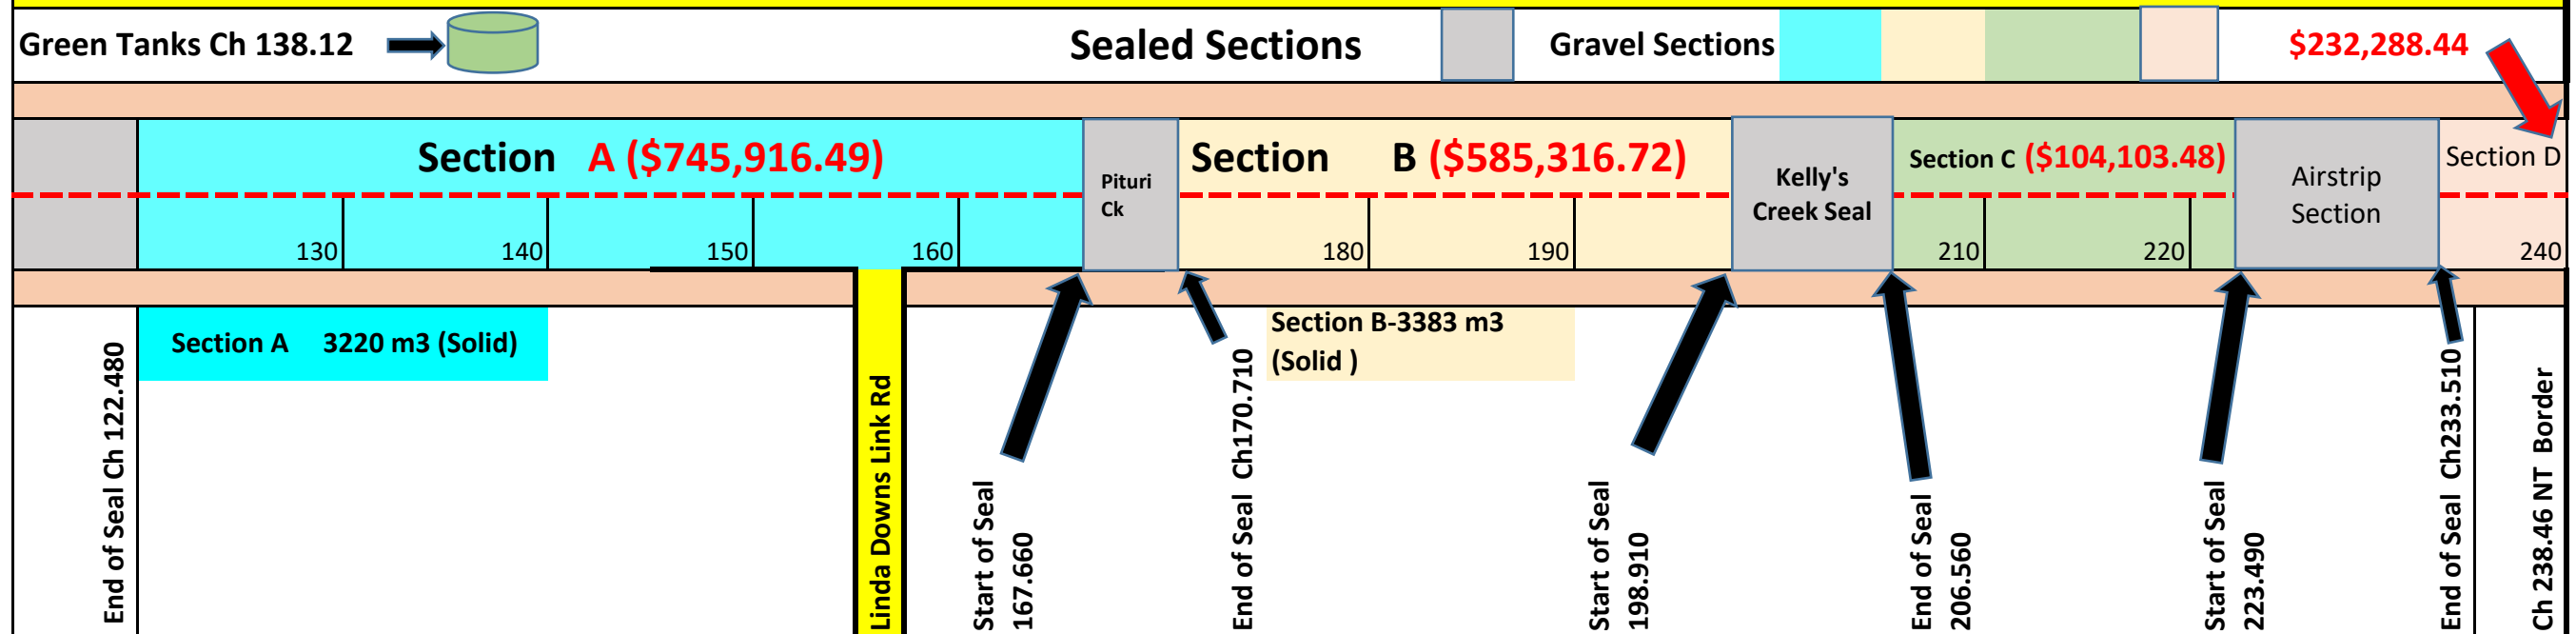 Green Tanks Ch 138.12
Sealed Sections
Gravel Sections
$232,288.44
Section A ($745,916.49)
Pituri
Ck
Section B ($585,316.72)
Kelly's
Creek Seal
Section C ($104,103.48)
Airstrip
Section
Section D
130
140
150
160
180
190
210
220
240
Section A 3220 m3 (Solid)
Section B-3383 m3
(Solid )
End of Seal Ch 122.480
Linda Downs Link Rd
Start of Seal
167.660
End of Seal Ch170.710
Start of Seal
198.910
End of Seal
206.560
Start of Seal
223.490
End of Seal Ch233.510
Ch 238.46 NT Border